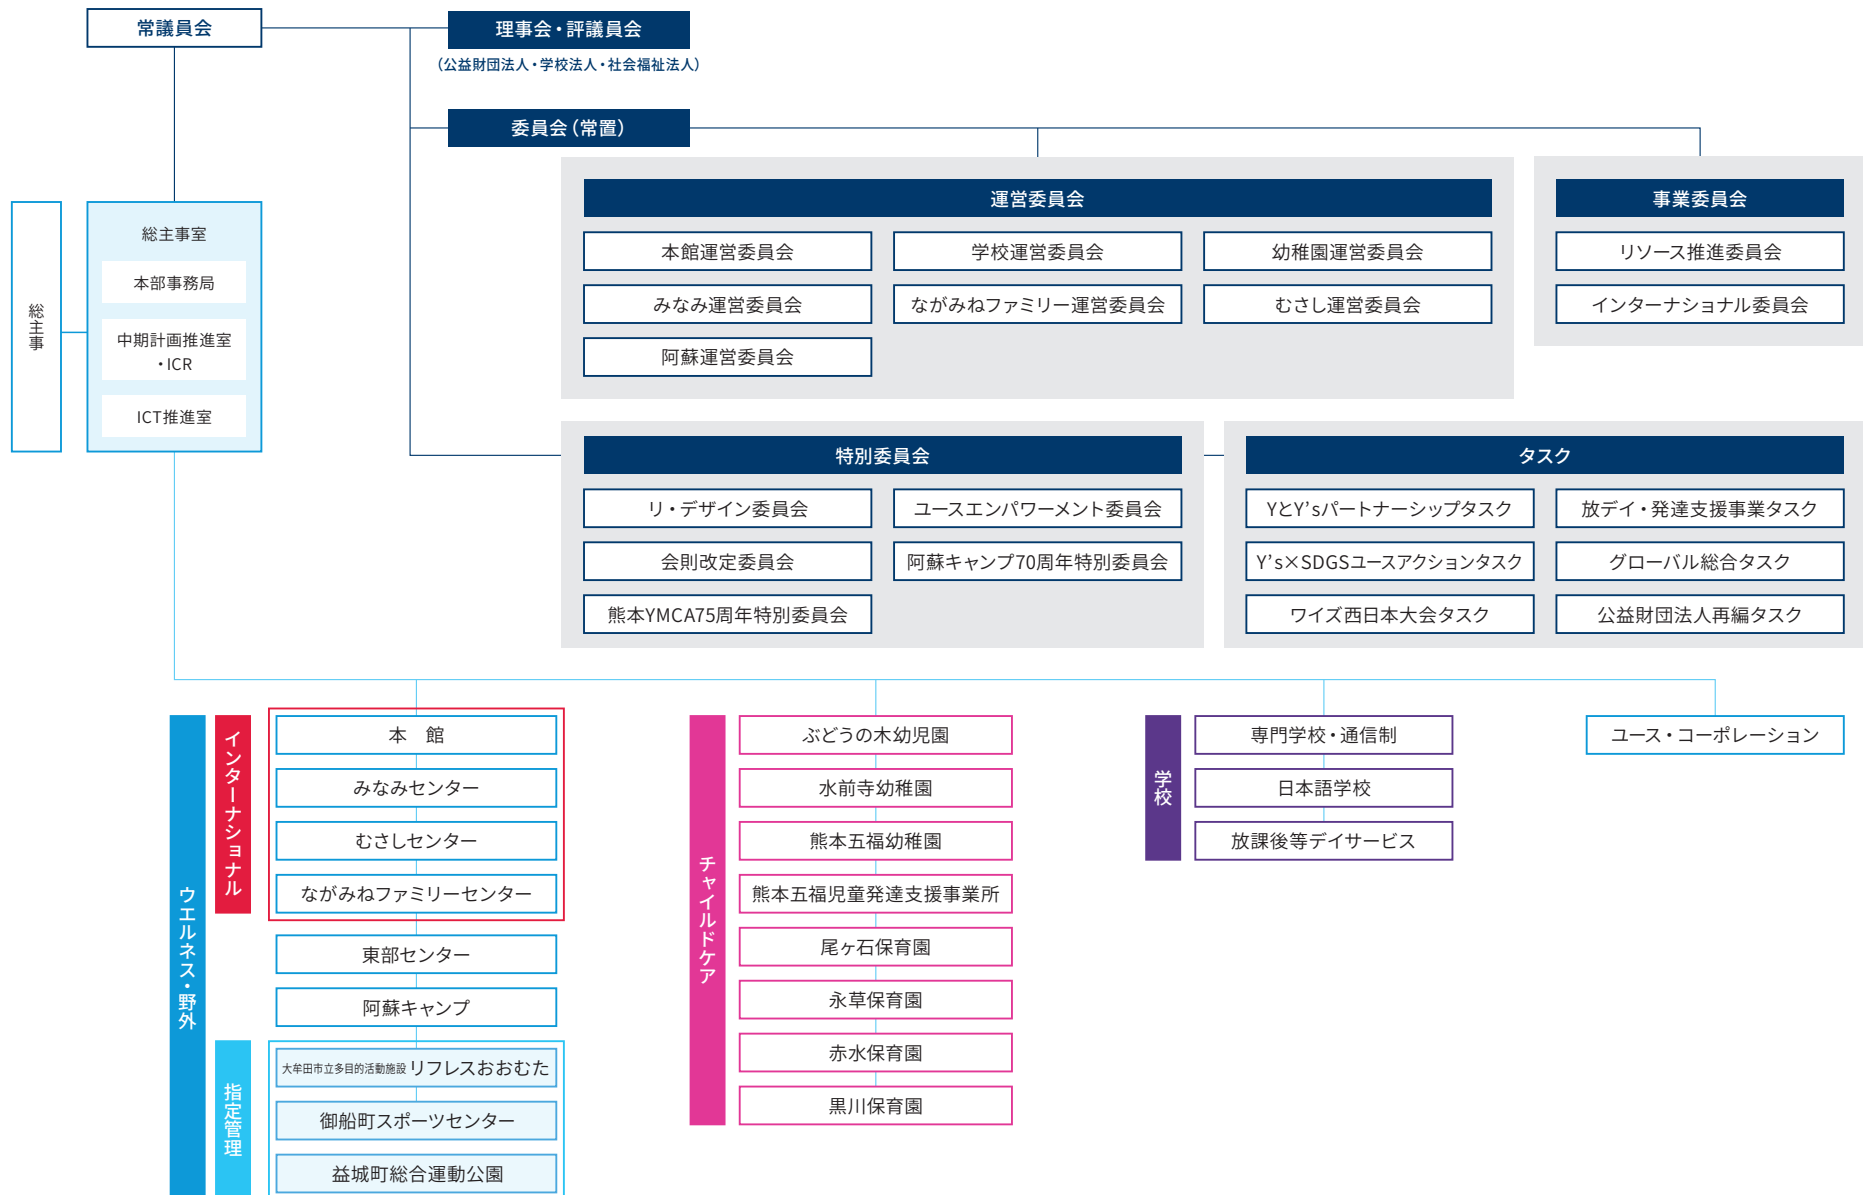 常議員会
理事会・評議員会
（公益財団法人・学校法人・社会福祉法人）
委員会（常置）
総主事
総主事室
本部事務局
中期計画推進室
・ICR
ICT推進室
運営委員会
本館運営委員会
学校運営委員会
幼稚園運営委員会
みなみ運営委員会
ながみねファミリー運営委員会
むさし運営委員会
阿蘇運営委員会
事業委員会
リソース推進委員会
インターナショナル委員会
特別委員会
リ・デザイン委員会
ユースエンパワーメント委員会
会則改定委員会
阿蘇キャンプ70周年特別委員会
熊本YMCA75周年特別委員会
タスク
YとY’sパートナーシップタスク
放デイ・発達支援事業タスク
Y’s×SDGSユースアクションタスク
グローバル総合タスク
ワイズ西日本大会タスク
公益財団法人再編タスク
ウエルネス・野外
インターナショナル
本　館
みなみセンター
むさしセンター
ながみねファミリーセンター
東部センター
阿蘇キャンプ
指定管理
大牟田市立多目的活動施設 リフレスおおむた
御船町スポーツセンター
益城町総合運動公園
チャイルドケア
ぶどうの木幼児園
水前寺幼稚園
熊本五福幼稚園
熊本五福児童発達支援事業所
尾ヶ石保育園
永草保育園
赤水保育園
黒川保育園
学校
専門学校・通信制
日本語学校
放課後等デイサービス
ユース・コーポレーション